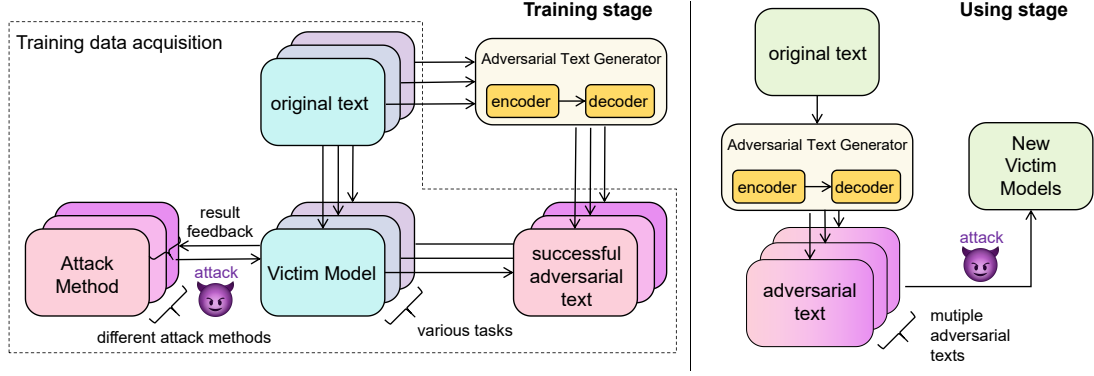 Training stage
Training data acquisition
original text
Adversarial Text Generator
encoder
decoder
result
feedback
Attack
Method
attack
Victim Model
successful
adversarial
text
different attack methods
various tasks
Using stage
original text
Adversarial Text Generator
encoder
decoder
New
Victim
Models
attack
adversarial
text
mutiple
adversarial
texts